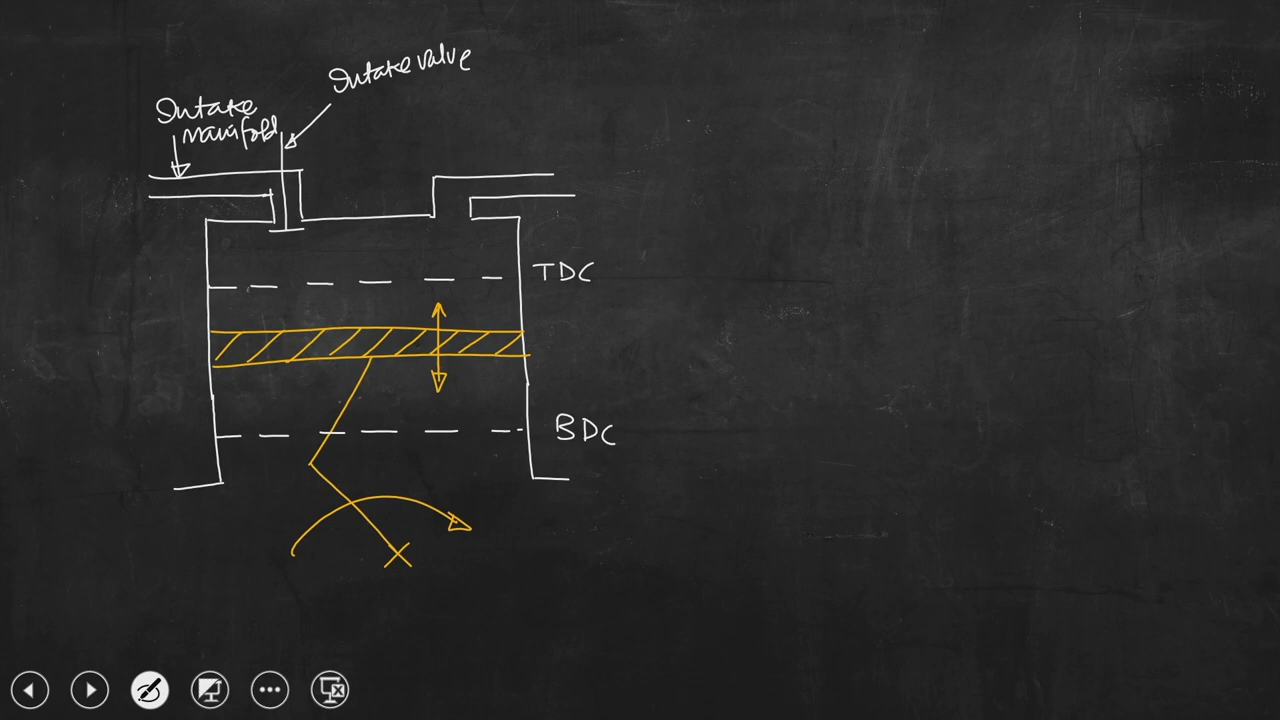 Intake valve
Intake
manifold
TDC
BDC